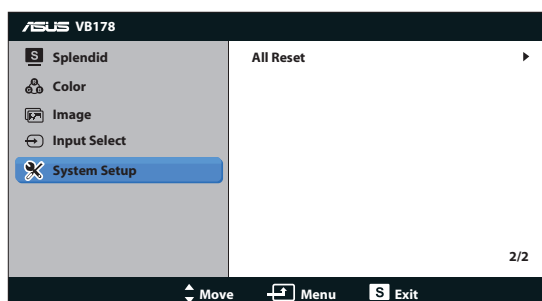 ASUS VB178
S Splendid
Color
Image
Input Select
System Setup
All Reset
2/2
Move Menu S Exit